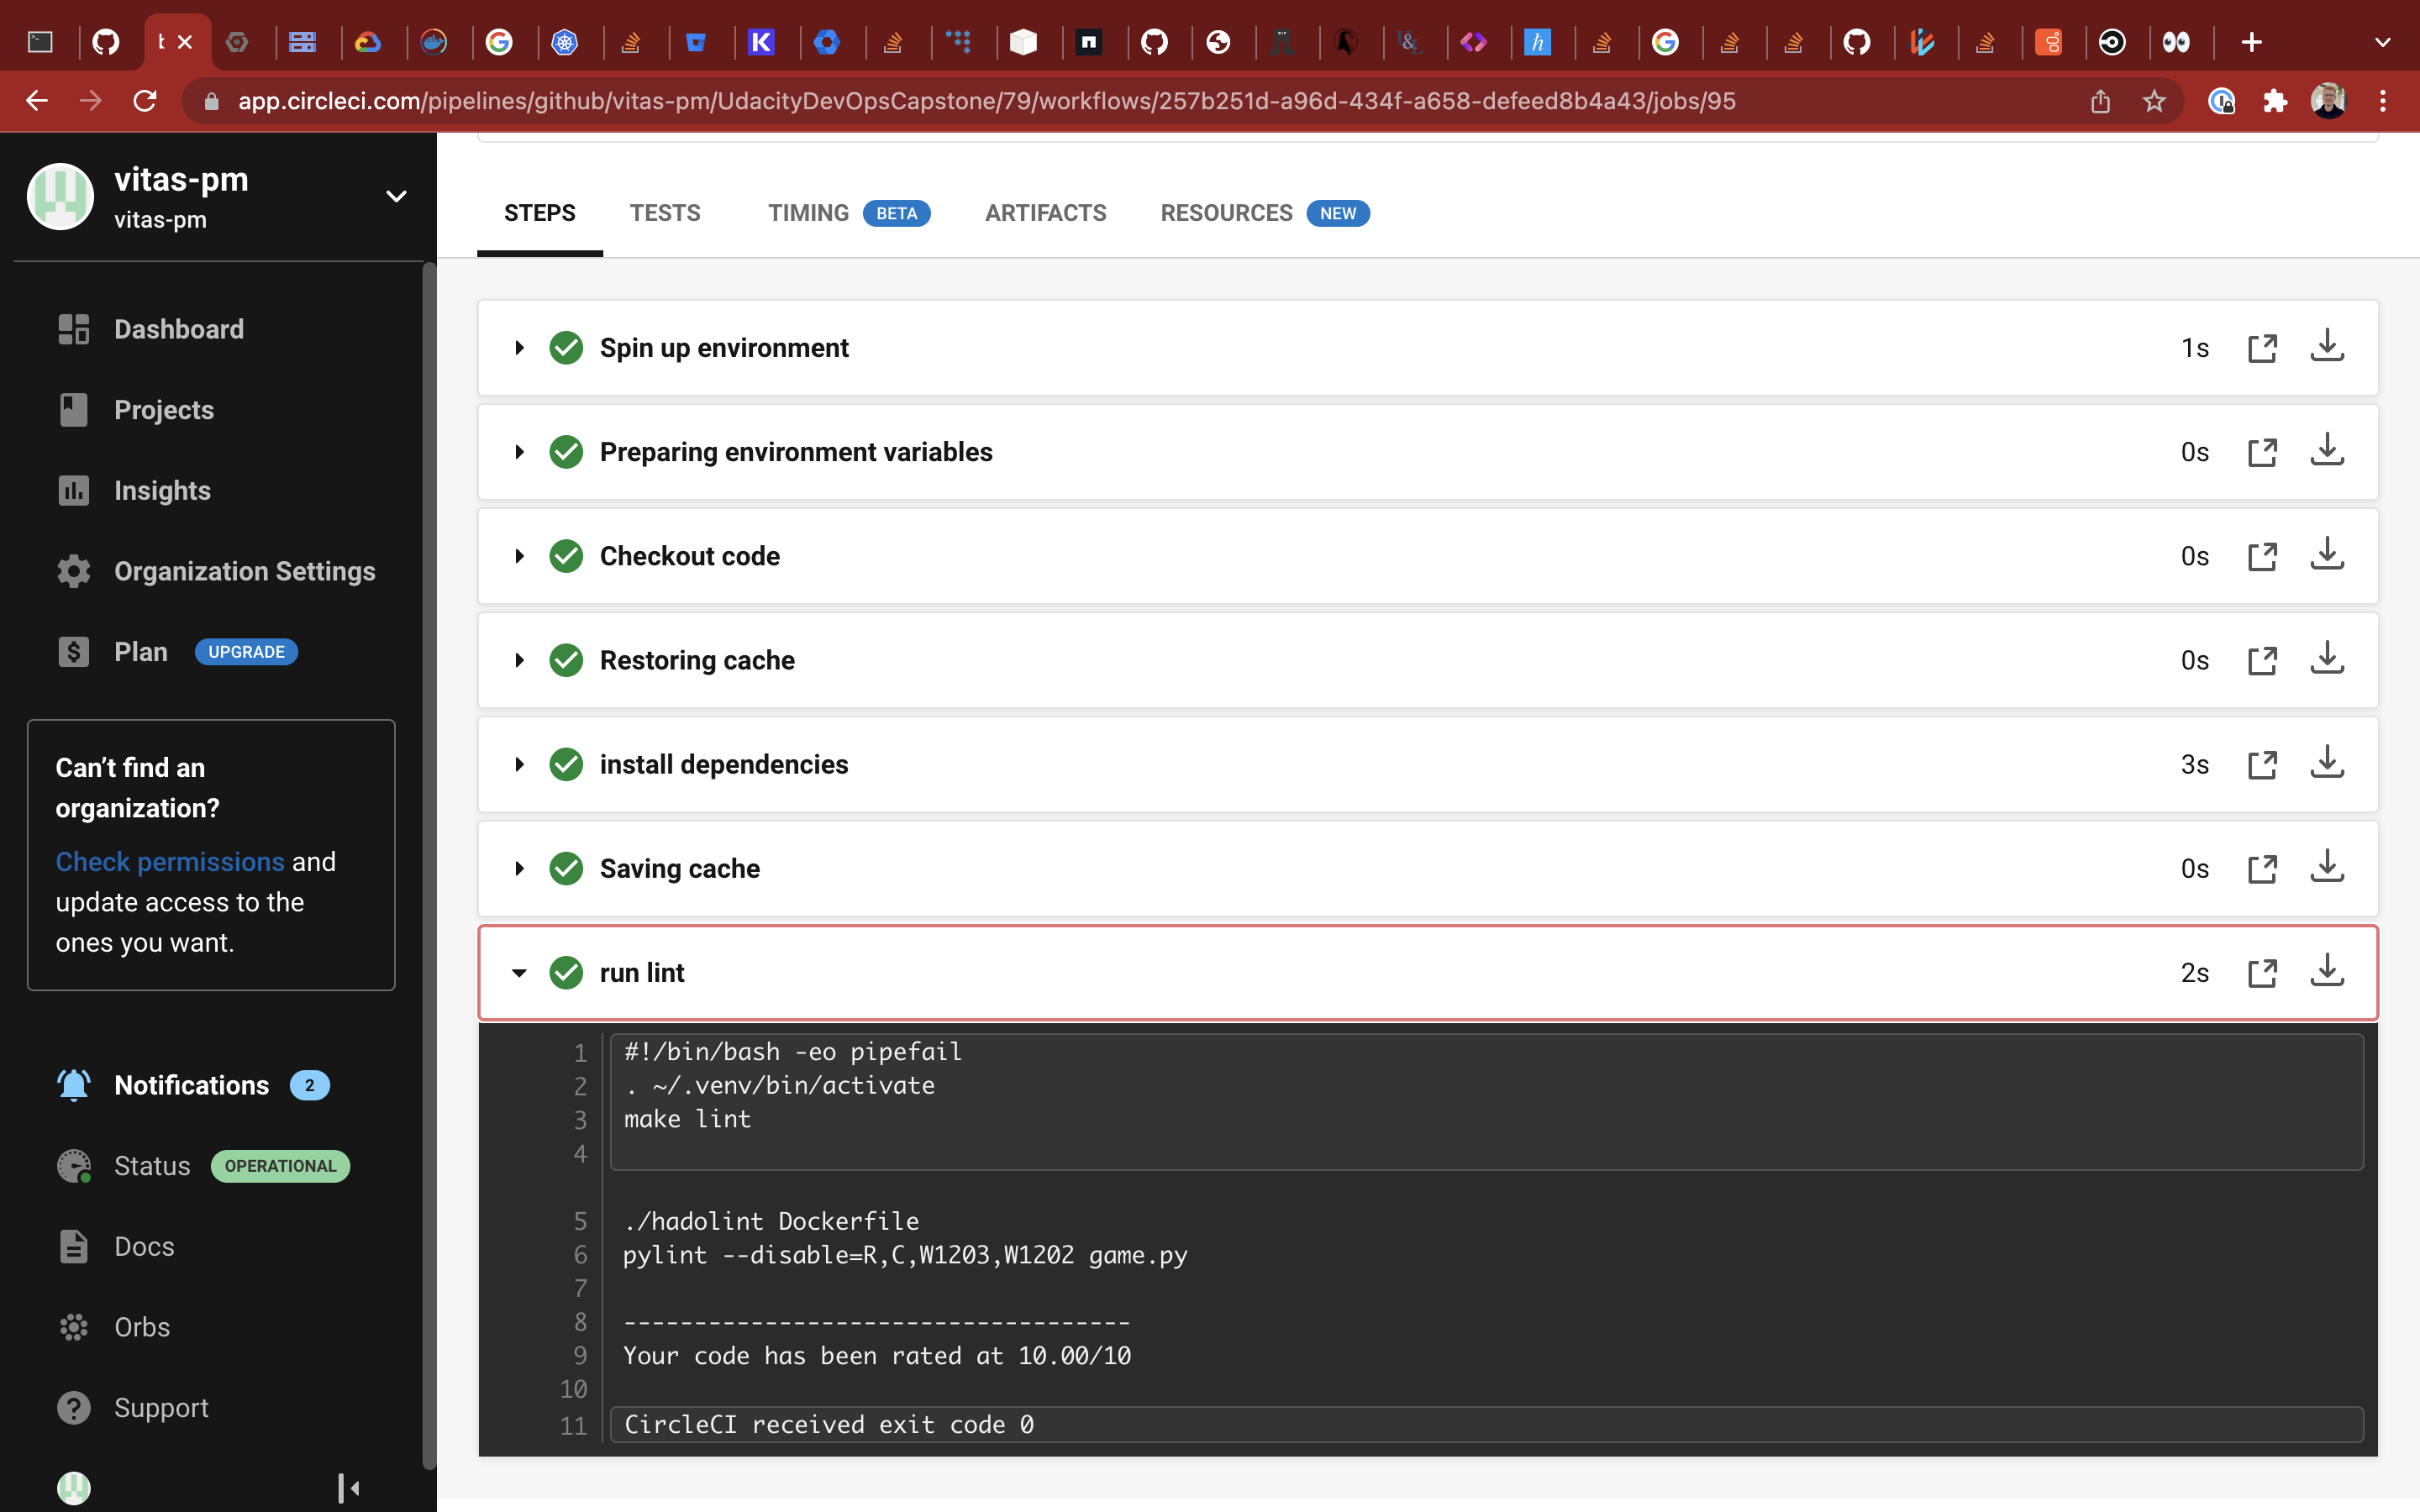 app.circleci.com/pipelines/github/vitas-pm/UdacityDevOpsCapstone/79/workflows/257b251d-a96d-434f-a658-defeed8b4a43/jobs/95
vitas-pm
vitas-pm
Dashboard
Projects
Insights
Organization Settings
Plan UPGRADE
Can’t find an
organization?
Check permissions and
update access to the
ones you want.
Notifications 2
Status OPERATIONAL
Docs
Orbs
Support
STEPS TESTS TIMING BETA ARTIFACTS RESOURCES NEW
Spin up environment 1s
Preparing environment variables 0s
Checkout code 0s
Restoring cache 0s
install dependencies 3s
Saving cache 0s
run lint 2s
1 #!/bin/bash -eo pipefail
2 . ~/.venv/bin/activate
3 make lint
4
5 ./hadolint Dockerfile
6 pylint --disable=R,C,W1203,W1202 game.py
7
8 ------------------------------------
9 Your code has been rated at 10.00/10
10
11 CircleCI received exit code 0